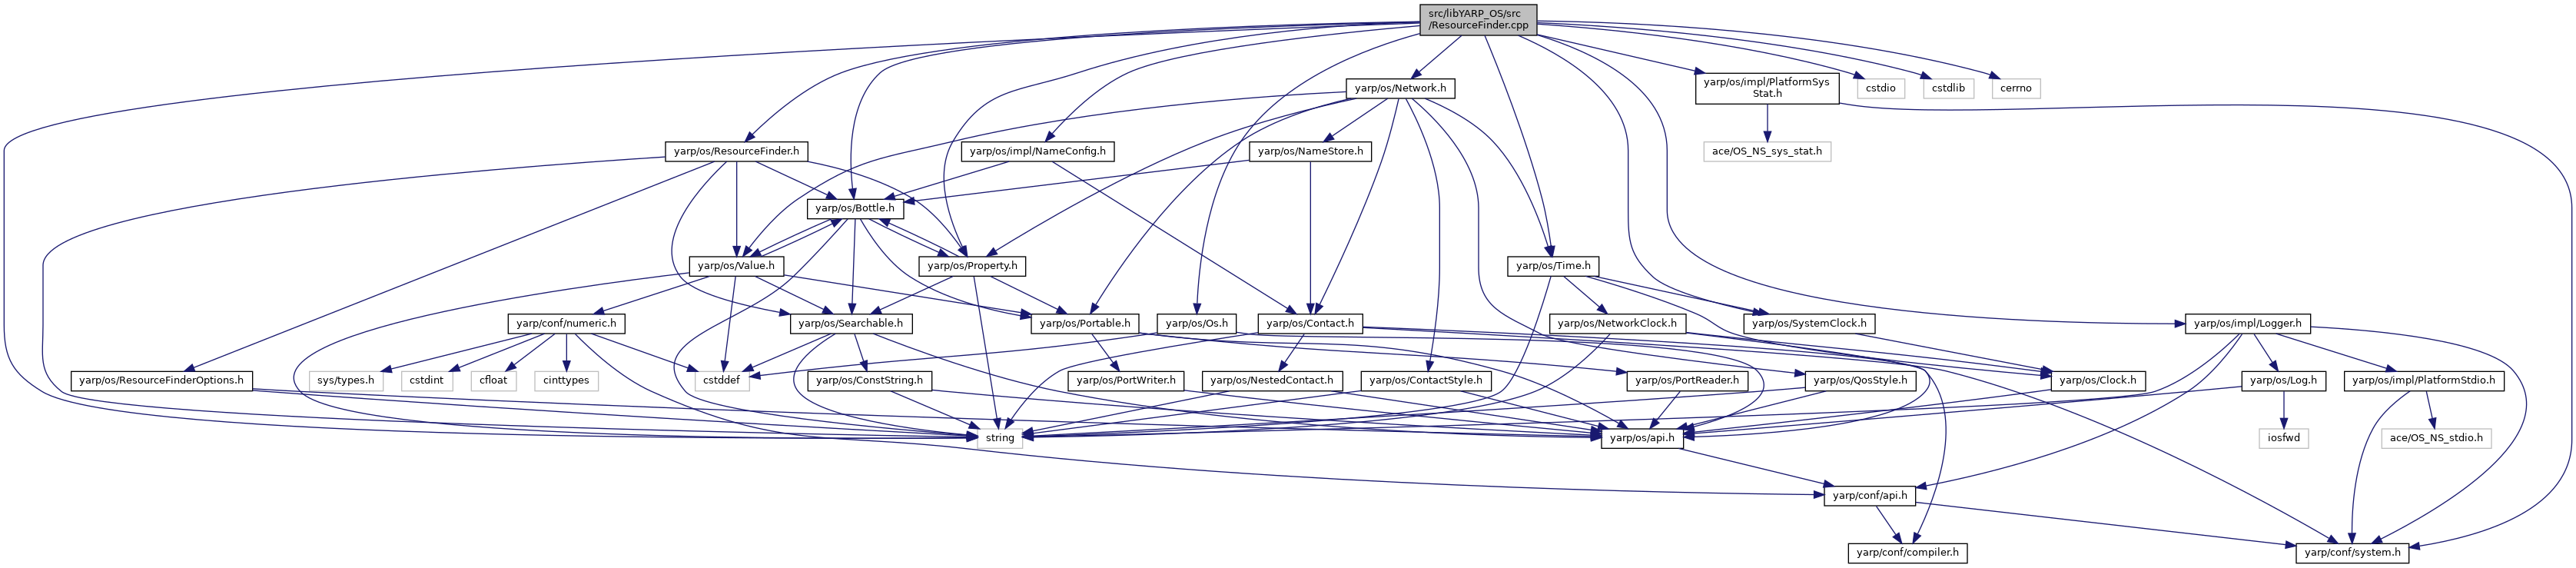 src/libYARP_OS/src
/ResourceFinder.cpp
yarp/os/Network.h
yarp/os/impl/PlatformSys
Stat.h
cstdio
cstdlib
cerrno
yarp/os/ResourceFinder.h
yarp/os/impl/NameConfig.h
yarp/os/NameStore.h
ace/OS_NS_sys_stat.h
yarp/os/Bottle.h
yarp/os/Value.h
yarp/os/Property.h
yarp/os/Time.h
yarp/conf/numeric.h
yarp/os/Searchable.h
yarp/os/Portable.h
yarp/os/Os.h
yarp/os/Contact.h
yarp/os/NetworkClock.h
yarp/os/SystemClock.h
yarp/os/impl/Logger.h
yarp/os/ResourceFinderOptions.h
sys/types.h
cstdint
cfloat
cinttypes
cstddef
yarp/os/ConstString.h
yarp/os/PortWriter.h
yarp/os/NestedContact.h
yarp/os/ContactStyle.h
yarp/os/PortReader.h
yarp/os/QosStyle.h
yarp/os/Clock.h
yarp/os/Log.h
yarp/os/impl/PlatformStdio.h
string
yarp/os/api.h
iosfwd
ace/OS_NS_stdio.h
yarp/conf/api.h
yarp/conf/compiler.h
yarp/conf/system.h